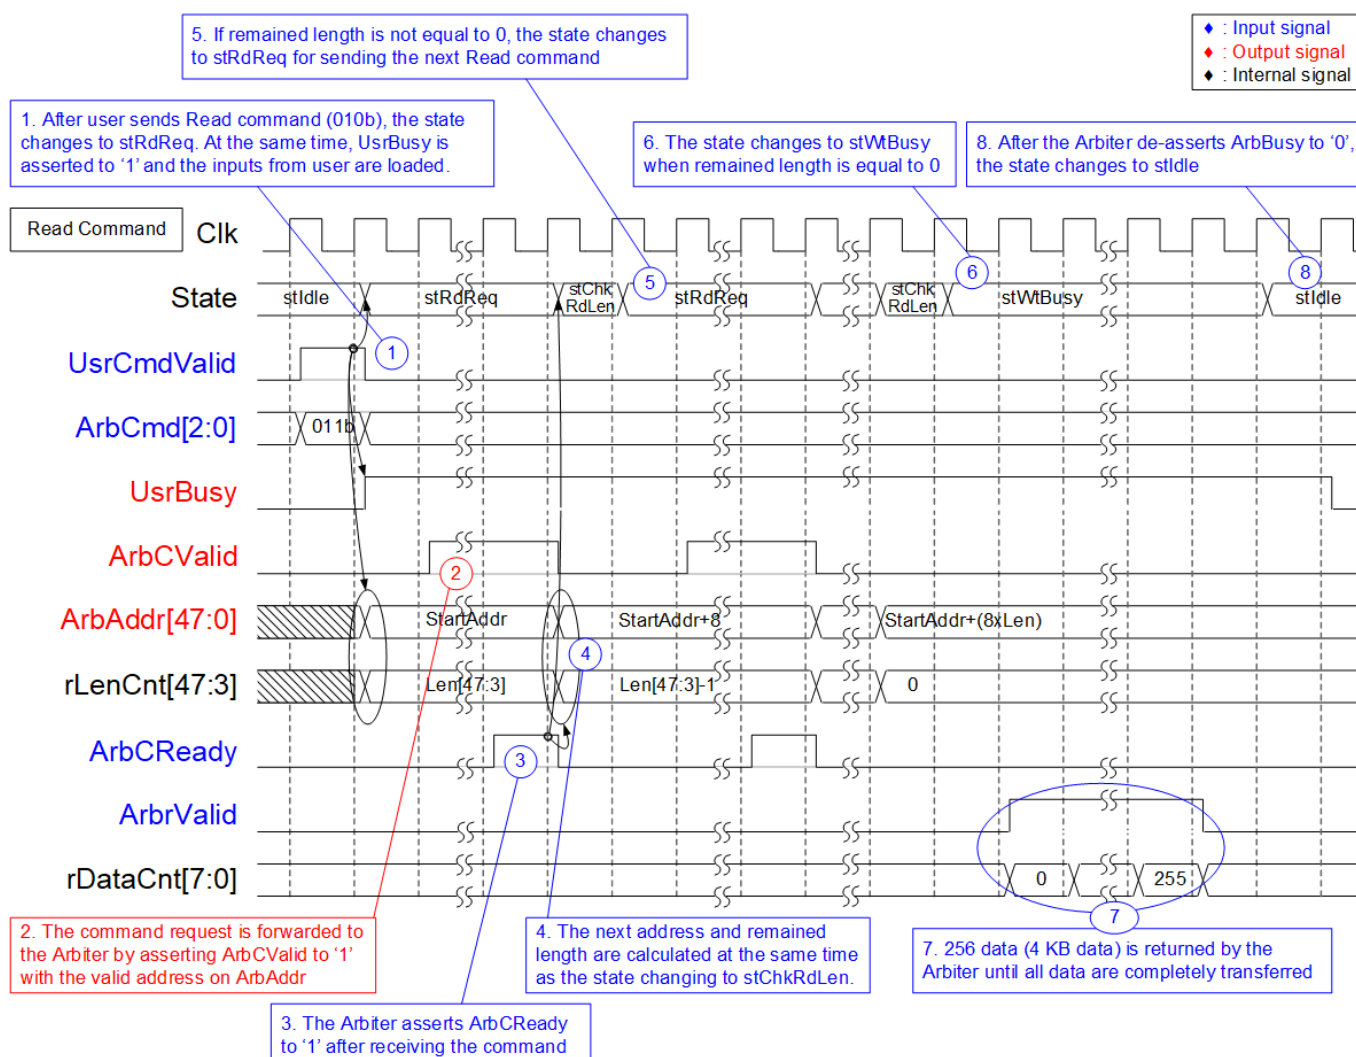 5. If remained length is not equal to 0, the state changes
to stRdReq for sending the next Read command
♦ : Input signal
♦ : Output signal
♦ : Internal signal
1. After user sends Read command (010b), the state
changes to stRdReq. At the same time, UsrBusy is
asserted to ‘1’ and the inputs from user are loaded.
6. The state changes to stWtBusy
when remained length is equal to 0
8. After the Arbiter de-asserts ArbBusy to ‘0’,
the state changes to stIdle
Read Command
Clk
State
stIdle
stRdReq
stChk
RdLen
5
stRdReq
stChk
RdLen
6
stWtBusy
8
stIdle
UsrCmdValid
1
ArbCmd[2:0]
011b
UsrBusy
ArbCValid
2
ArbAddr[47:0]
StartAddr
StartAddr+8
StartAddr+(8xLen)
4
rLenCnt[47:3]
Len[47:3]
Len[47:3]-1
0
ArbCReady
3
ArbrValid
rDataCnt[7:0]
0
255
7
2. The command request is forwarded to
the Arbiter by asserting ArbCValid to ‘1’
with the valid address on ArbAddr
4. The next address and remained
length are calculated at the same time
as the state changing to stChkRdLen.
7. 256 data (4 KB data) is returned by the
Arbiter until all data are completely transferred
3. The Arbiter asserts ArbCReady
to ‘1’ after receiving the command